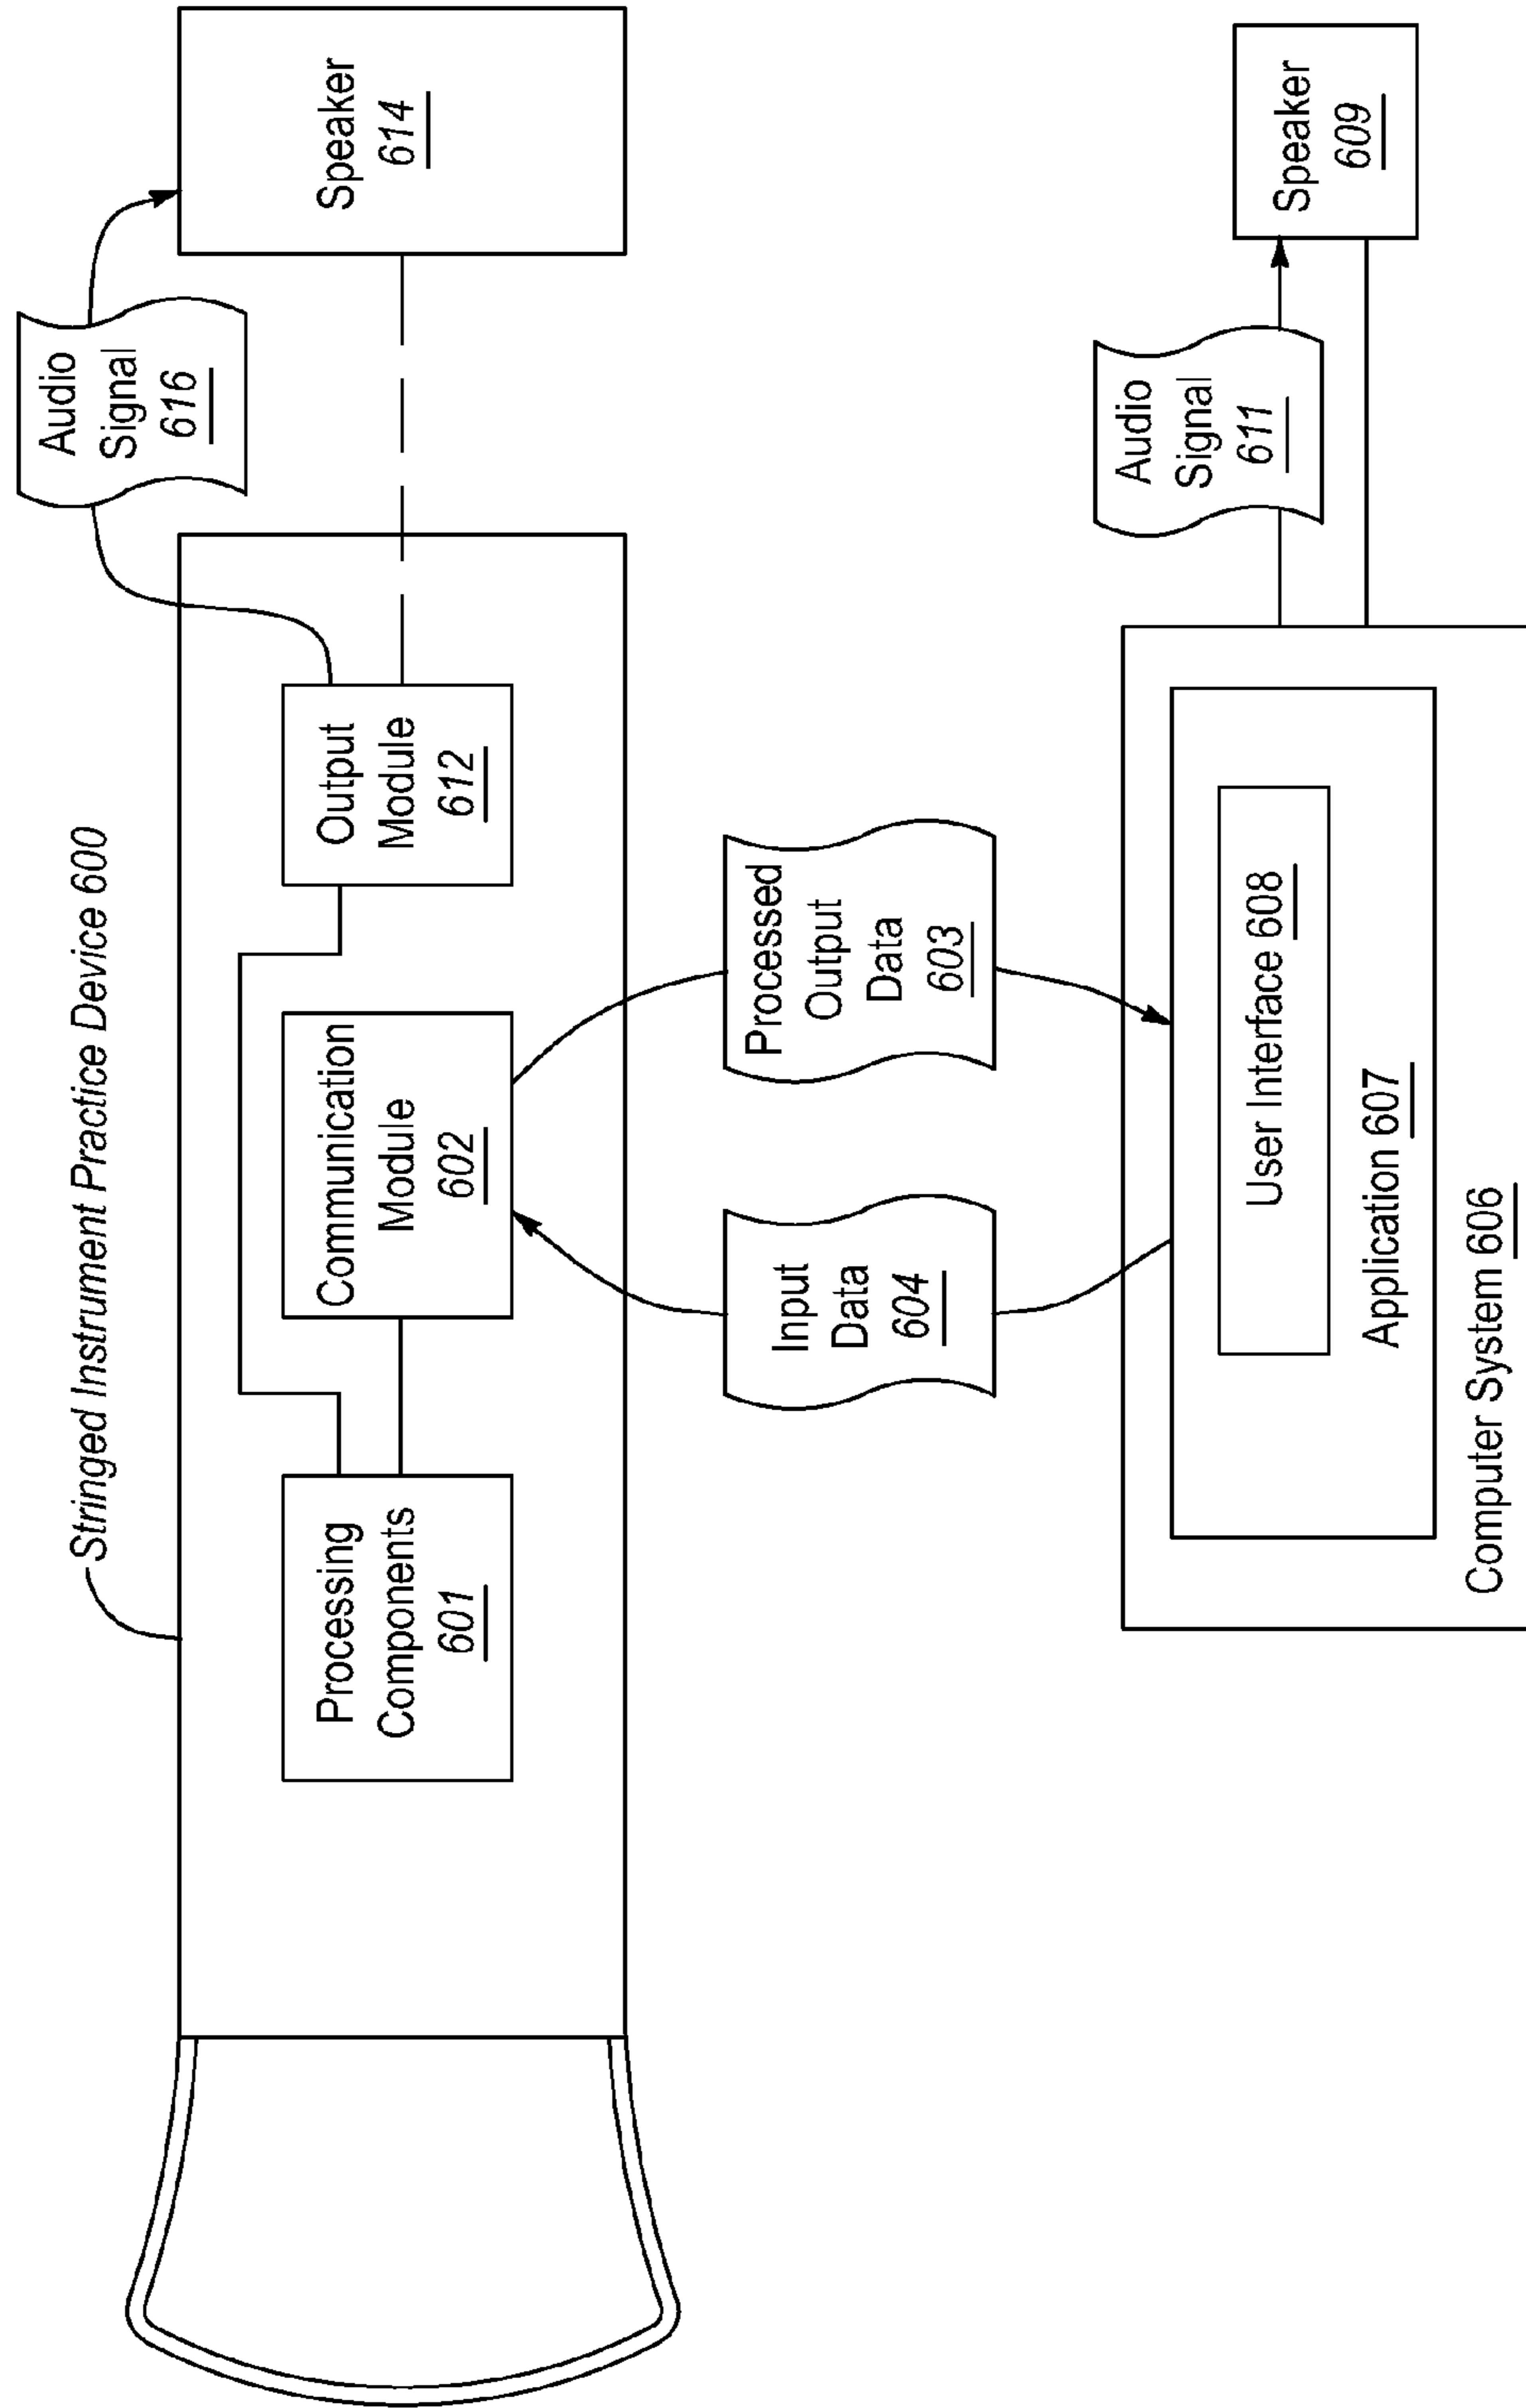 Stringed Instrument Practice Device 600
Processing
Components
601
Communication
Module
602
Output
Module
612
Audio
Signal
616
Speaker
614
Input
Data
604
Processed
Output
Data
603
User Interface 608
Application 607
Computer System 606
Audio
Signal
611
Speaker
609